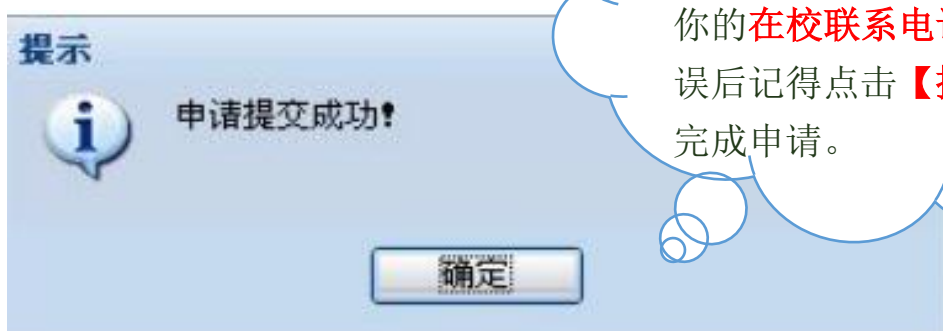 提示
申请提交成功!
确定
你的在校联系电
误后记得点击【
完成申请。